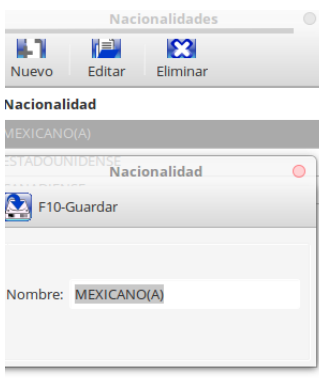 Nacionalidades
Nuevo Editar Eliminar
Nacionalidad
MEXICANO(A)
ESTADOUNIDENSE
Nacionalidad
F10-Guardar
Nombre: MEXICANO(A)